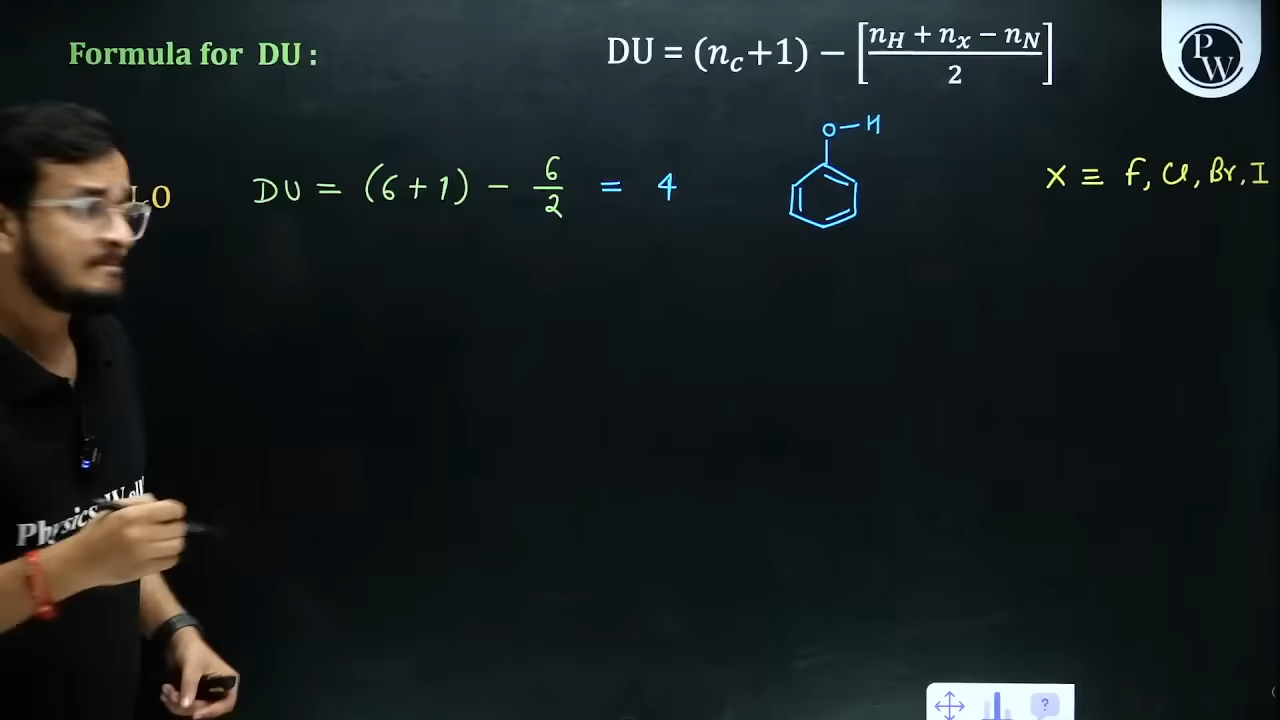 Formula for DU :
DU = (n_c+1) − [(n_H + n_x − n_N)/2]
PW
O
DU = (6+1) − 6/2 = 4
O–H
X ≡ F, Cl, Br, I
Physics W
?